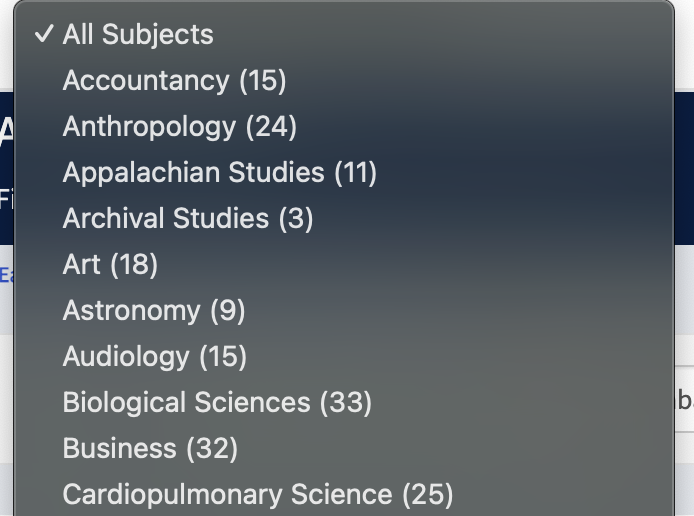 ✓ All Subjects
Accountancy (15)
Anthropology (24)
Appalachian Studies (11)
Archival Studies (3)
Art (18)
Astronomy (9)
Audiology (15)
Biological Sciences (33)
Business (32)
Cardiopulmonary Science (25)